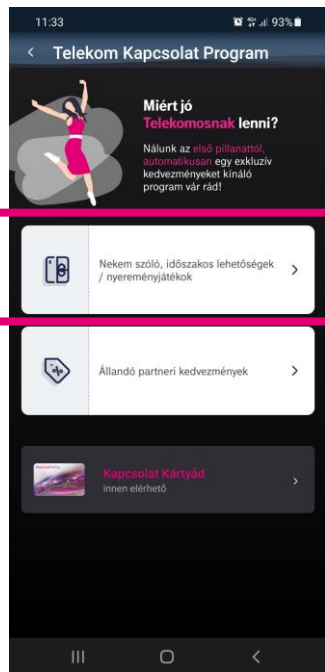 11:33
93%
Telekom Kapcsolat Program
Miért jó
Telekomosnak lenni?
Nálunk az első pillanattól,
automatikusan egy exkluzív
kedvezményeket kínáló
program vár rád!
Nekem szóló, időszakos lehetőségek
/ nyereményjátékok
Állandó partneri kedvezmények
Kapcsolat Kártyád
innen elérhető